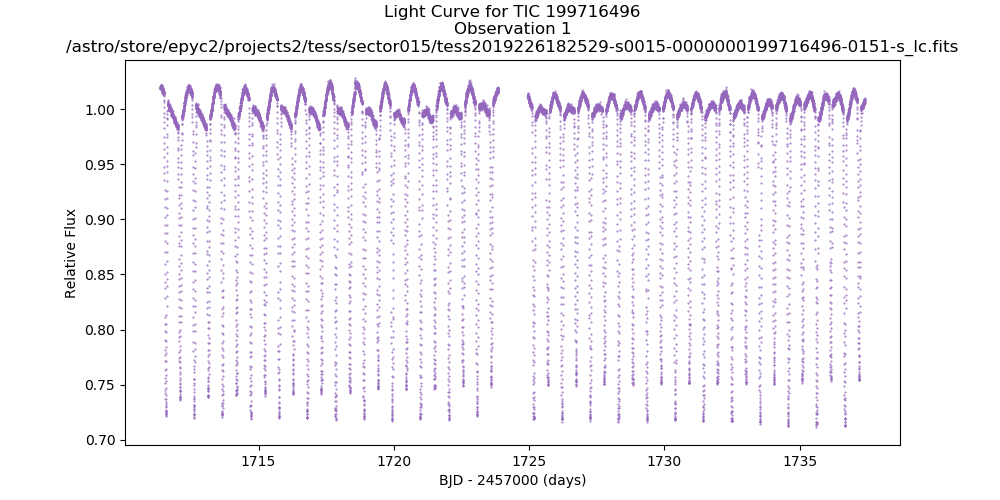 Light Curve for TIC 199716496
Observation 1
/astro/store/epyc2/projects2/tess/sector015/tess2019226182529-s0015-0000000199716496-0151-s_lc.fits
1.00
0.95
0.90
0.85
0.80
0.75
0.70
Relative Flux
1715
1720
1725
1730
1735
BJD - 2457000 (days)